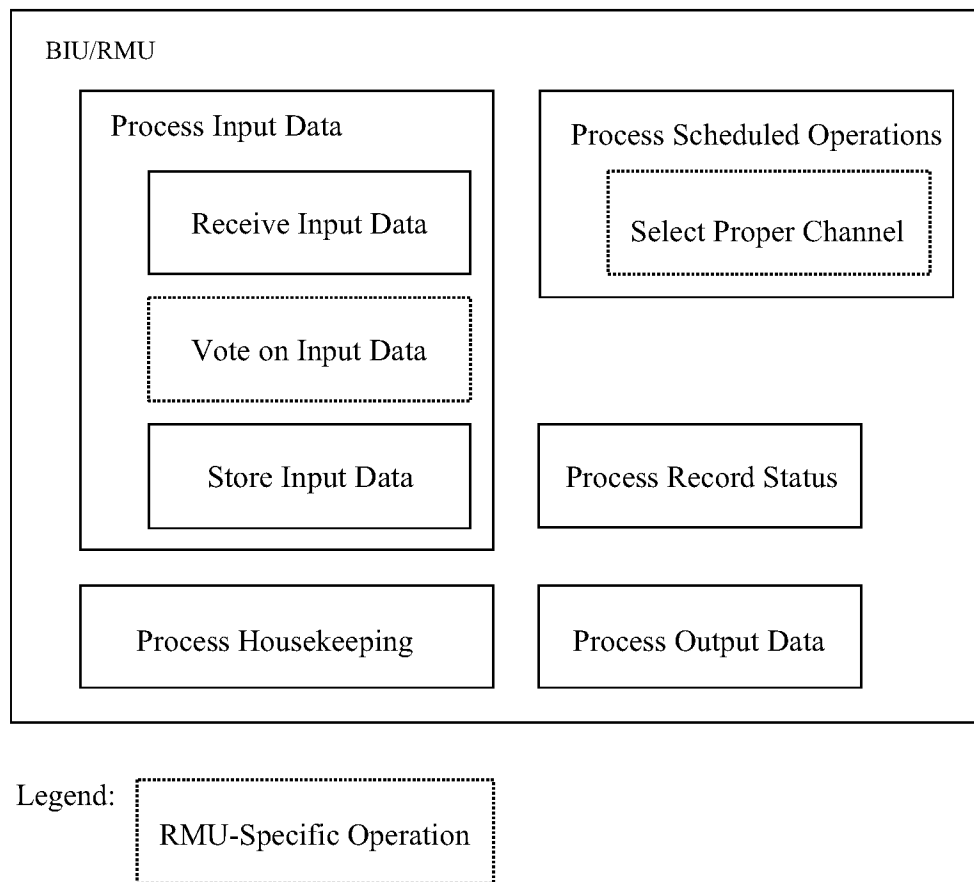 BIU/RMU
Process Input Data
Receive Input Data
Vote on Input Data
Store Input Data
Process Scheduled Operations
Select Proper Channel
Process Record Status
Process Housekeeping
Process Output Data
Legend:
RMU-Specific Operation